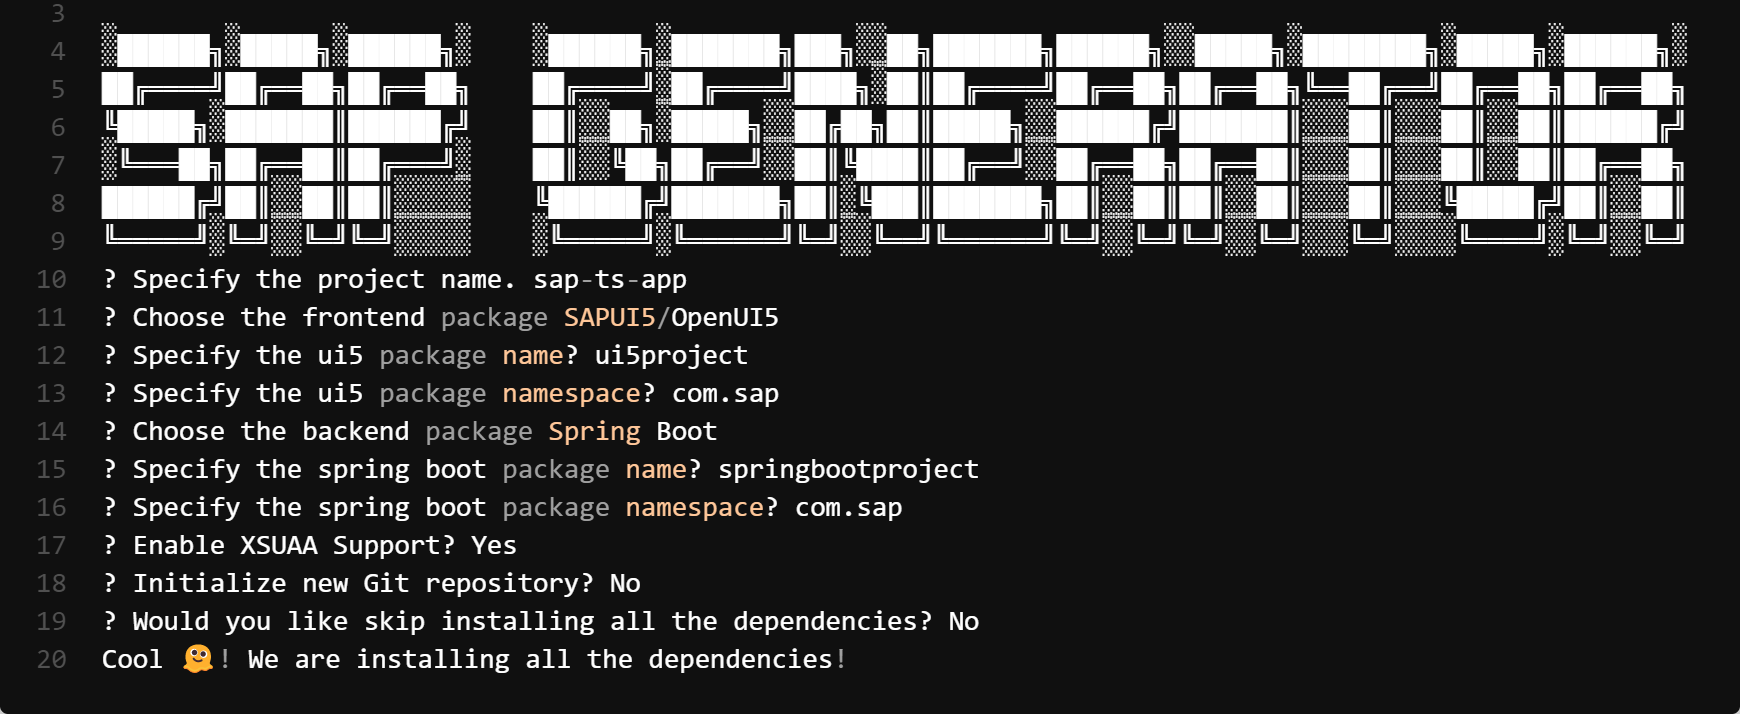 3
4
5
6
7
8
9
SAP GENERATOR
10 ? Specify the project name. sap-ts-app
11 ? Choose the frontend package SAPUI5/OpenUI5
12 ? Specify the ui5 package name? ui5project
13 ? Specify the ui5 package namespace? com.sap
14 ? Choose the backend package Spring Boot
15 ? Specify the spring boot package name? springbootproject
16 ? Specify the spring boot package namespace? com.sap
17 ? Enable XSUAA Support? Yes
18 ? Initialize new Git repository? No
19 ? Would you like skip installing all the dependencies? No
20 Cool 🫠! We are installing all the dependencies!